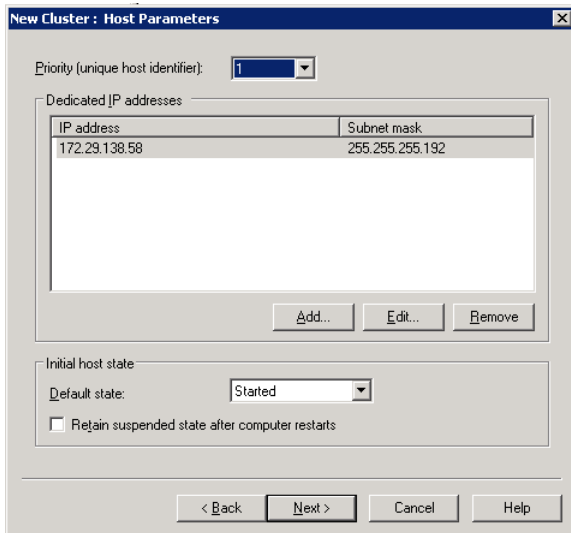 New Cluster : Host Parameters
Priority (unique host identifier): 1
Dedicated IP addresses
IP address Subnet mask
172.29.138.58 255.255.255.192
Add... Edit... Remove
Initial host state
Default state: Started
Retain suspended state after computer restarts
< Back Next > Cancel Help